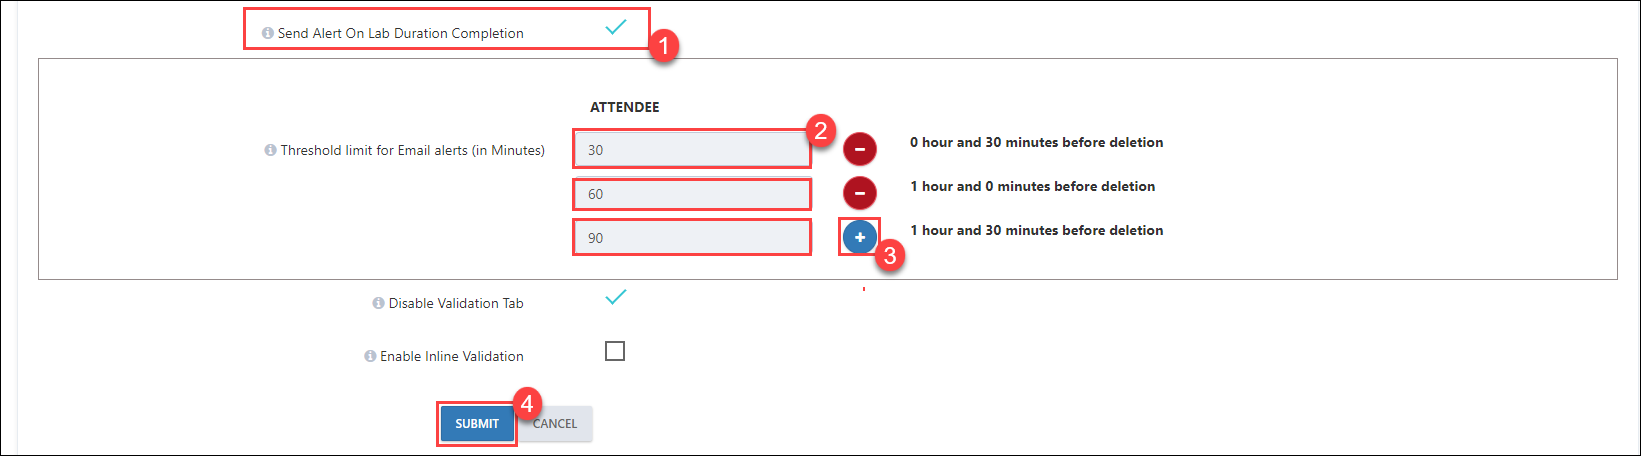 Send Alert On Lab Duration Completion
1
ATTENDEE
2
Threshold limit for Email alerts (in Minutes)
30
0 hour and 30 minutes before deletion
60
1 hour and 0 minutes before deletion
90
1 hour and 30 minutes before deletion
3
Disable Validation Tab
Enable Inline Validation
4
SUBMIT
CANCEL